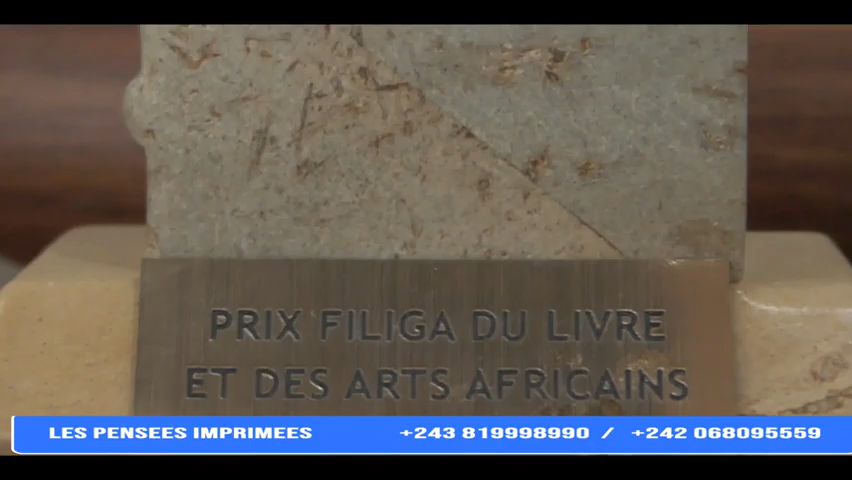 PRIX FILIGA DU LIVRE
ET DES ARTS AFRICAINS
LES PENSEES IMPRIMEES +243 819998990 / +242 068095559